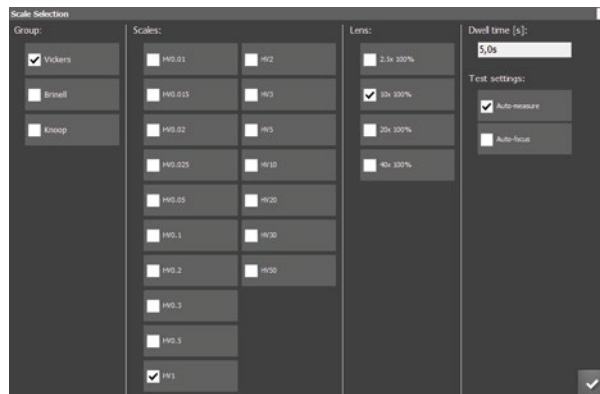 Scale Selection
Group:
Vickers
Brinell
Knoop
Scales:
HV0.01
HV0.015
HV0.02
HV0.025
HV0.05
HV0.1
HV0.2
HV0.3
HV0.5
HV1
HV2
HV3
HV5
HV10
HV20
HV30
HV50
Lens:
2.5x 100%
10x 100%
20x 100%
40x 100%
Dwell time [s]:
5,0s
Test settings:
Auto-measure
Auto-focus